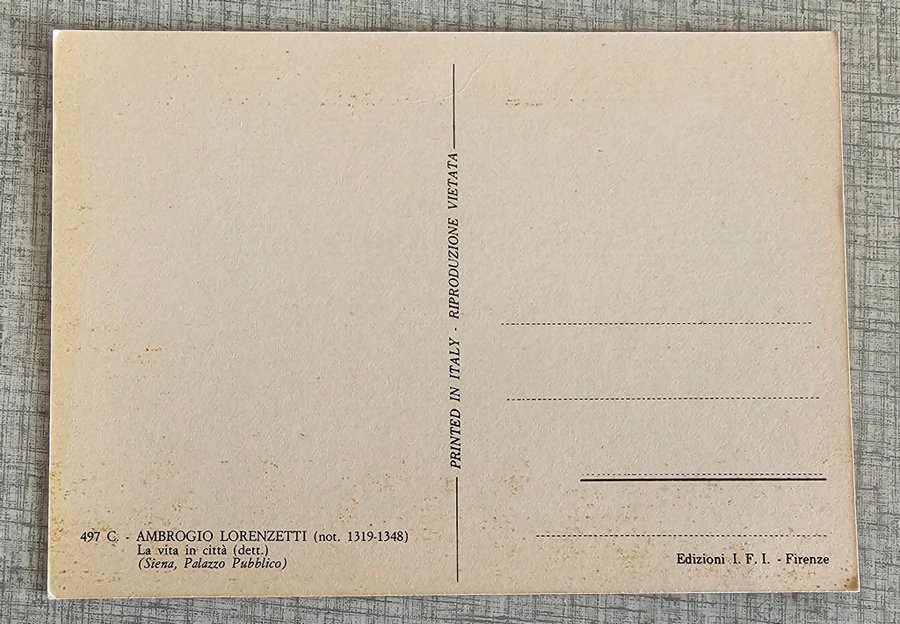 497 C. - AMBROGIO LORENZETTI (not. 1319-1348)
La vita in città (dett.)
(Siena, Palazzo Pubblico)
PRINTED IN ITALY - RIPRODUZIONE VIETATA
Edizioni I. F. I. - Firenze